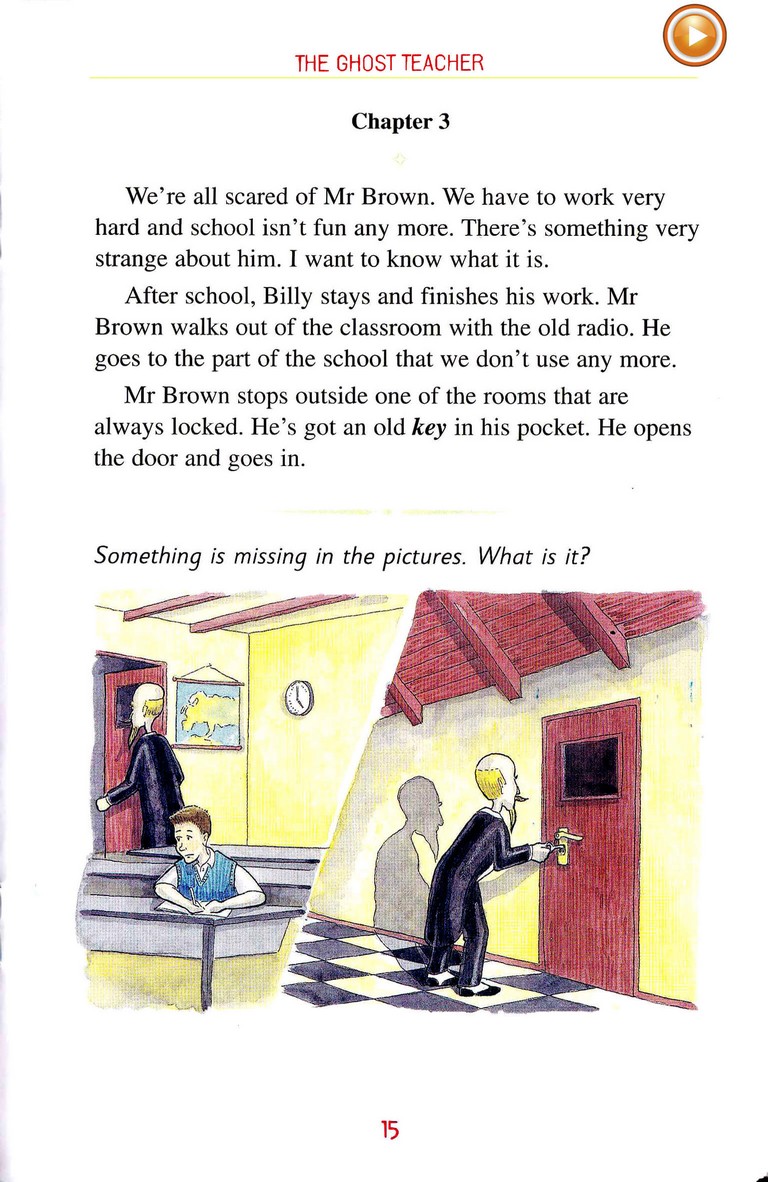 THE GHOST TEACHER
Chapter 3
We're all scared of Mr Brown. We have to work very
hard and school isn't fun any more. There's something very
strange about him. I want to know what it is.
After school, Billy stays and finishes his work. Mr
Brown walks out of the classroom with the old radio. He
goes to the part of the school that we don't use any more.
Mr Brown stops outside one of the rooms that are
always locked. He's got an old key in his pocket. He opens
the door and goes in.
Something is missing in the pictures. What is it?
15